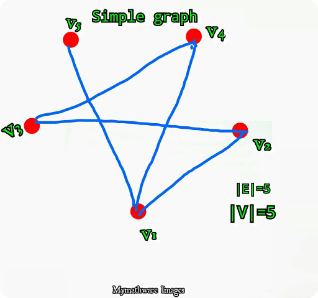 Simple graph
V5
V4
V3
V2
|E|=5
|V|=5
V1
Mymathware Images